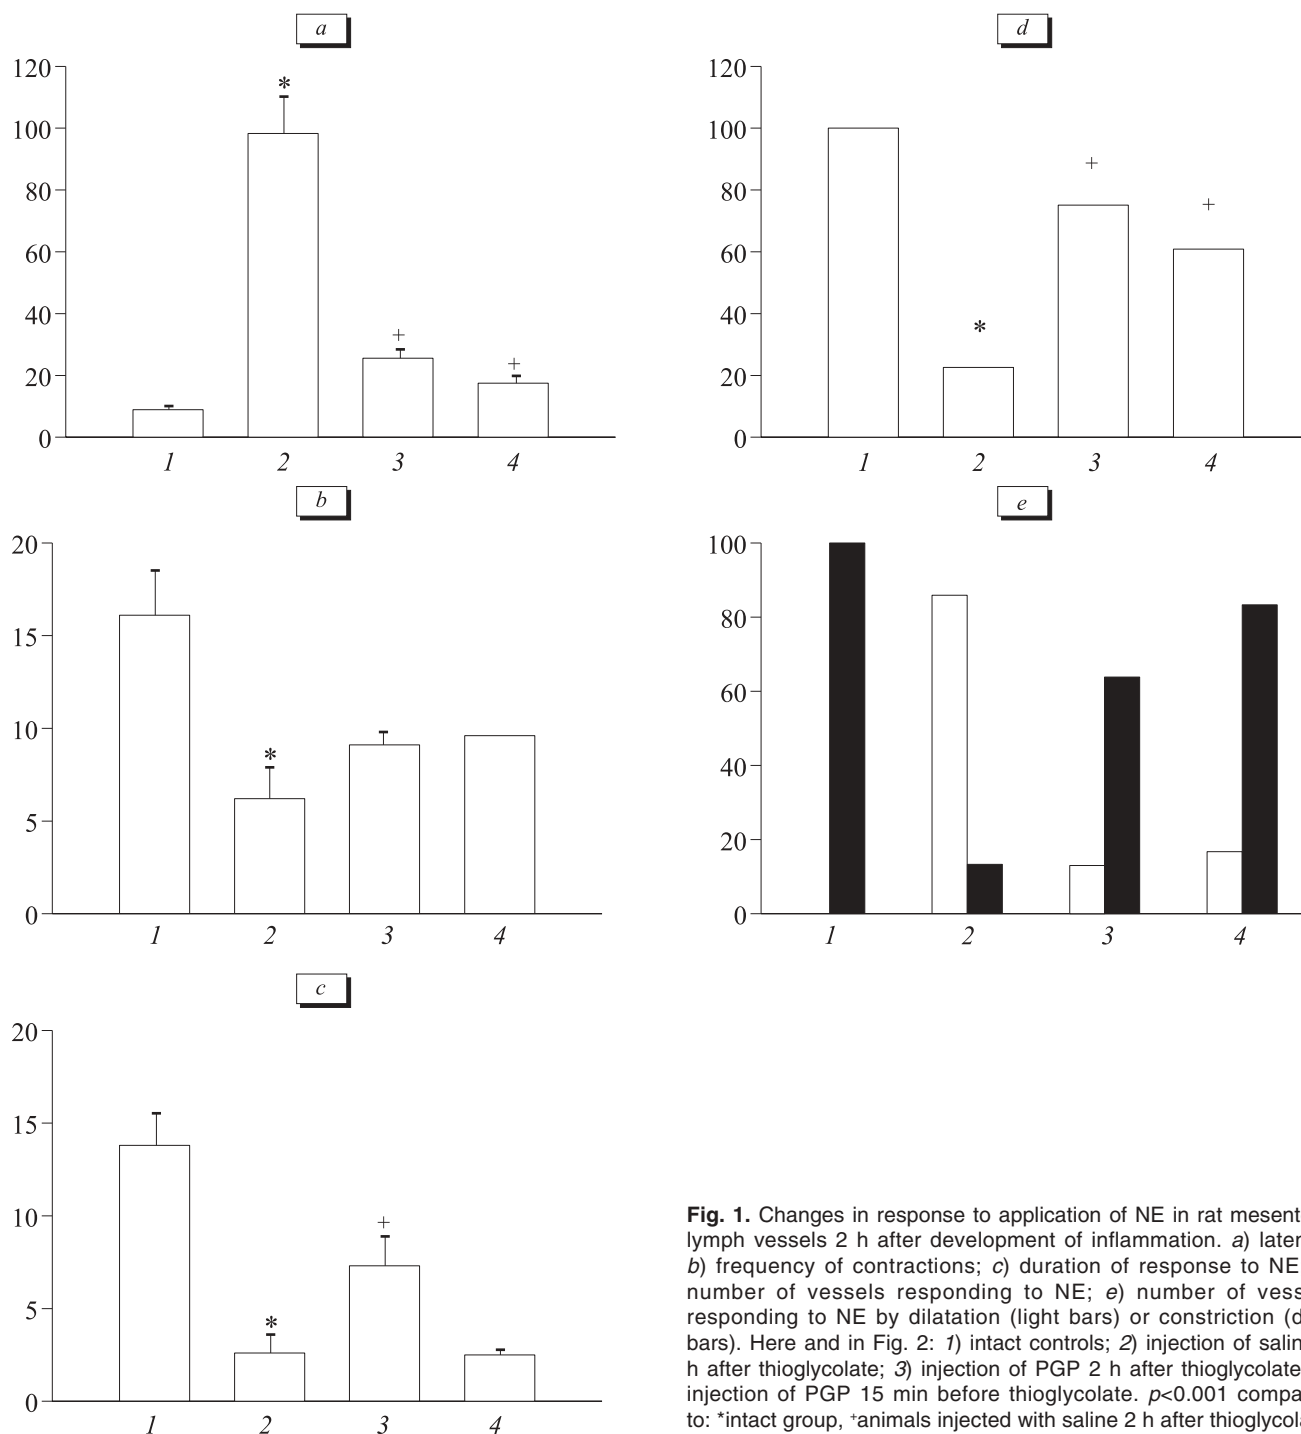 a
120
100
80
60
40
20
0
*
+
+
1 2 3 4
b
20
15
10
5
0
*
1 2 3 4
c
20
15
10
5
0
*
+
1 2 3 4
d
120
100
80
60
40
20
0
*
+
+
1 2 3 4
e
100
80
60
40
20
0
1 2 3 4
Fig. 1. Changes in response to application of NE in rat
lymph vessels 2 h after development of inflammation. a)
b) frequency of contractions; c) duration of response to NE
number of vessels responding to NE; e) number of
responding to NE by dilatation (light bars) or constriction
bars). Here and in Fig. 2: 1) intact controls; 2) injection of
h after thioglycolate; 3) injection of PGP 2 h after thioglycolate
injection of PGP 15 min before thioglycolate. p<0.001
to: *intact group, +animals injected with saline 2 h after